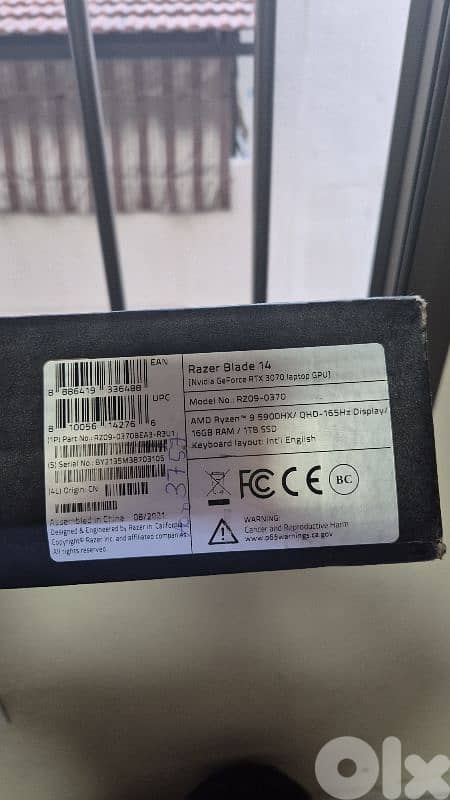 EAN
8 886419 336488
UPC
8 10056 14276 6
(1P) Part No.: RZ09-0370BEA3-R3U1
(S) Serial No.: BY2135M38703105
(4L) Origin: CN
Assembled in China - 08/2021
Designed & Engineered by Razer in California
Copyright© Razer Inc. and affiliated companies.
All rights reserved.
3757
Razer Blade 14
[Nvidia GeForce RTX 3070 laptop GPU]
Model No.: RZ09-0370
AMD Ryzen™ 9 5900HX/ QHD-165Hz Display/
16GB RAM / 1TB SSD
Keyboard layout: Int'l English
FC CE BC
WARNING:
Cancer and Reproductive Harm
www.p65warnings.ca.gov
OLX